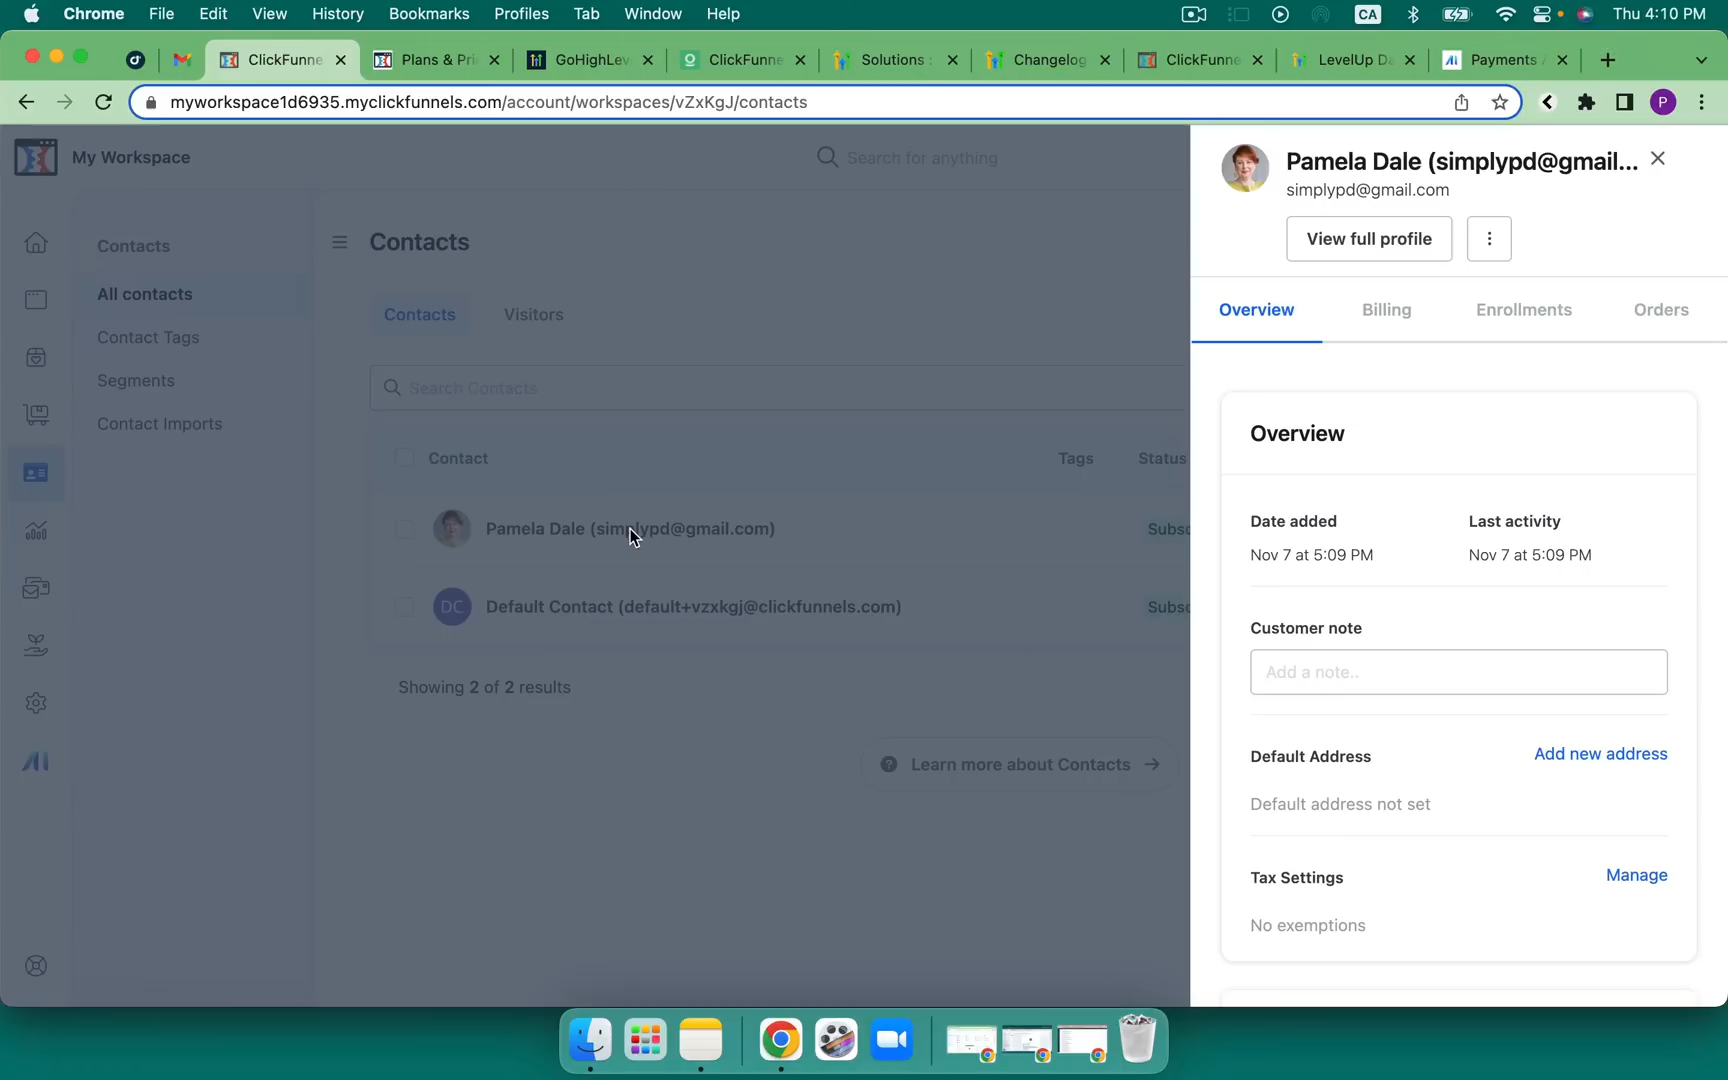 Chrome File Edit View History Bookmarks Profiles Tab Window Help CA Thu 4:10 PM
ClickFunne Plans & Pri GoHighLev ClickFunne Solutions : Changelog ClickFunne LevelUp Da Payments
myworkspace1d6935.myclickfunnels.com/account/workspaces/vZxKgJ/contacts P
My Workspace
Search for anything
Contacts
All contacts
Contact Tags
Segments
Contact Imports
Contacts
Contacts Visitors
Search Contacts
Contact Tags Status
Pamela Dale (simplypd@gmail.com) Subsc
DC Default Contact (default+vzxkgj@clickfunnels.com) Subsc
Showing 2 of 2 results
Learn more about Contacts
Pamela Dale (simplypd@gmail...
simplypd@gmail.com
View full profile
Overview Billing Enrollments Orders
Overview
Date added Last activity
Nov 7 at 5:09 PM Nov 7 at 5:09 PM
Customer note
Add a note..
Default Address Add new address
Default address not set
Tax Settings Manage
No exemptions